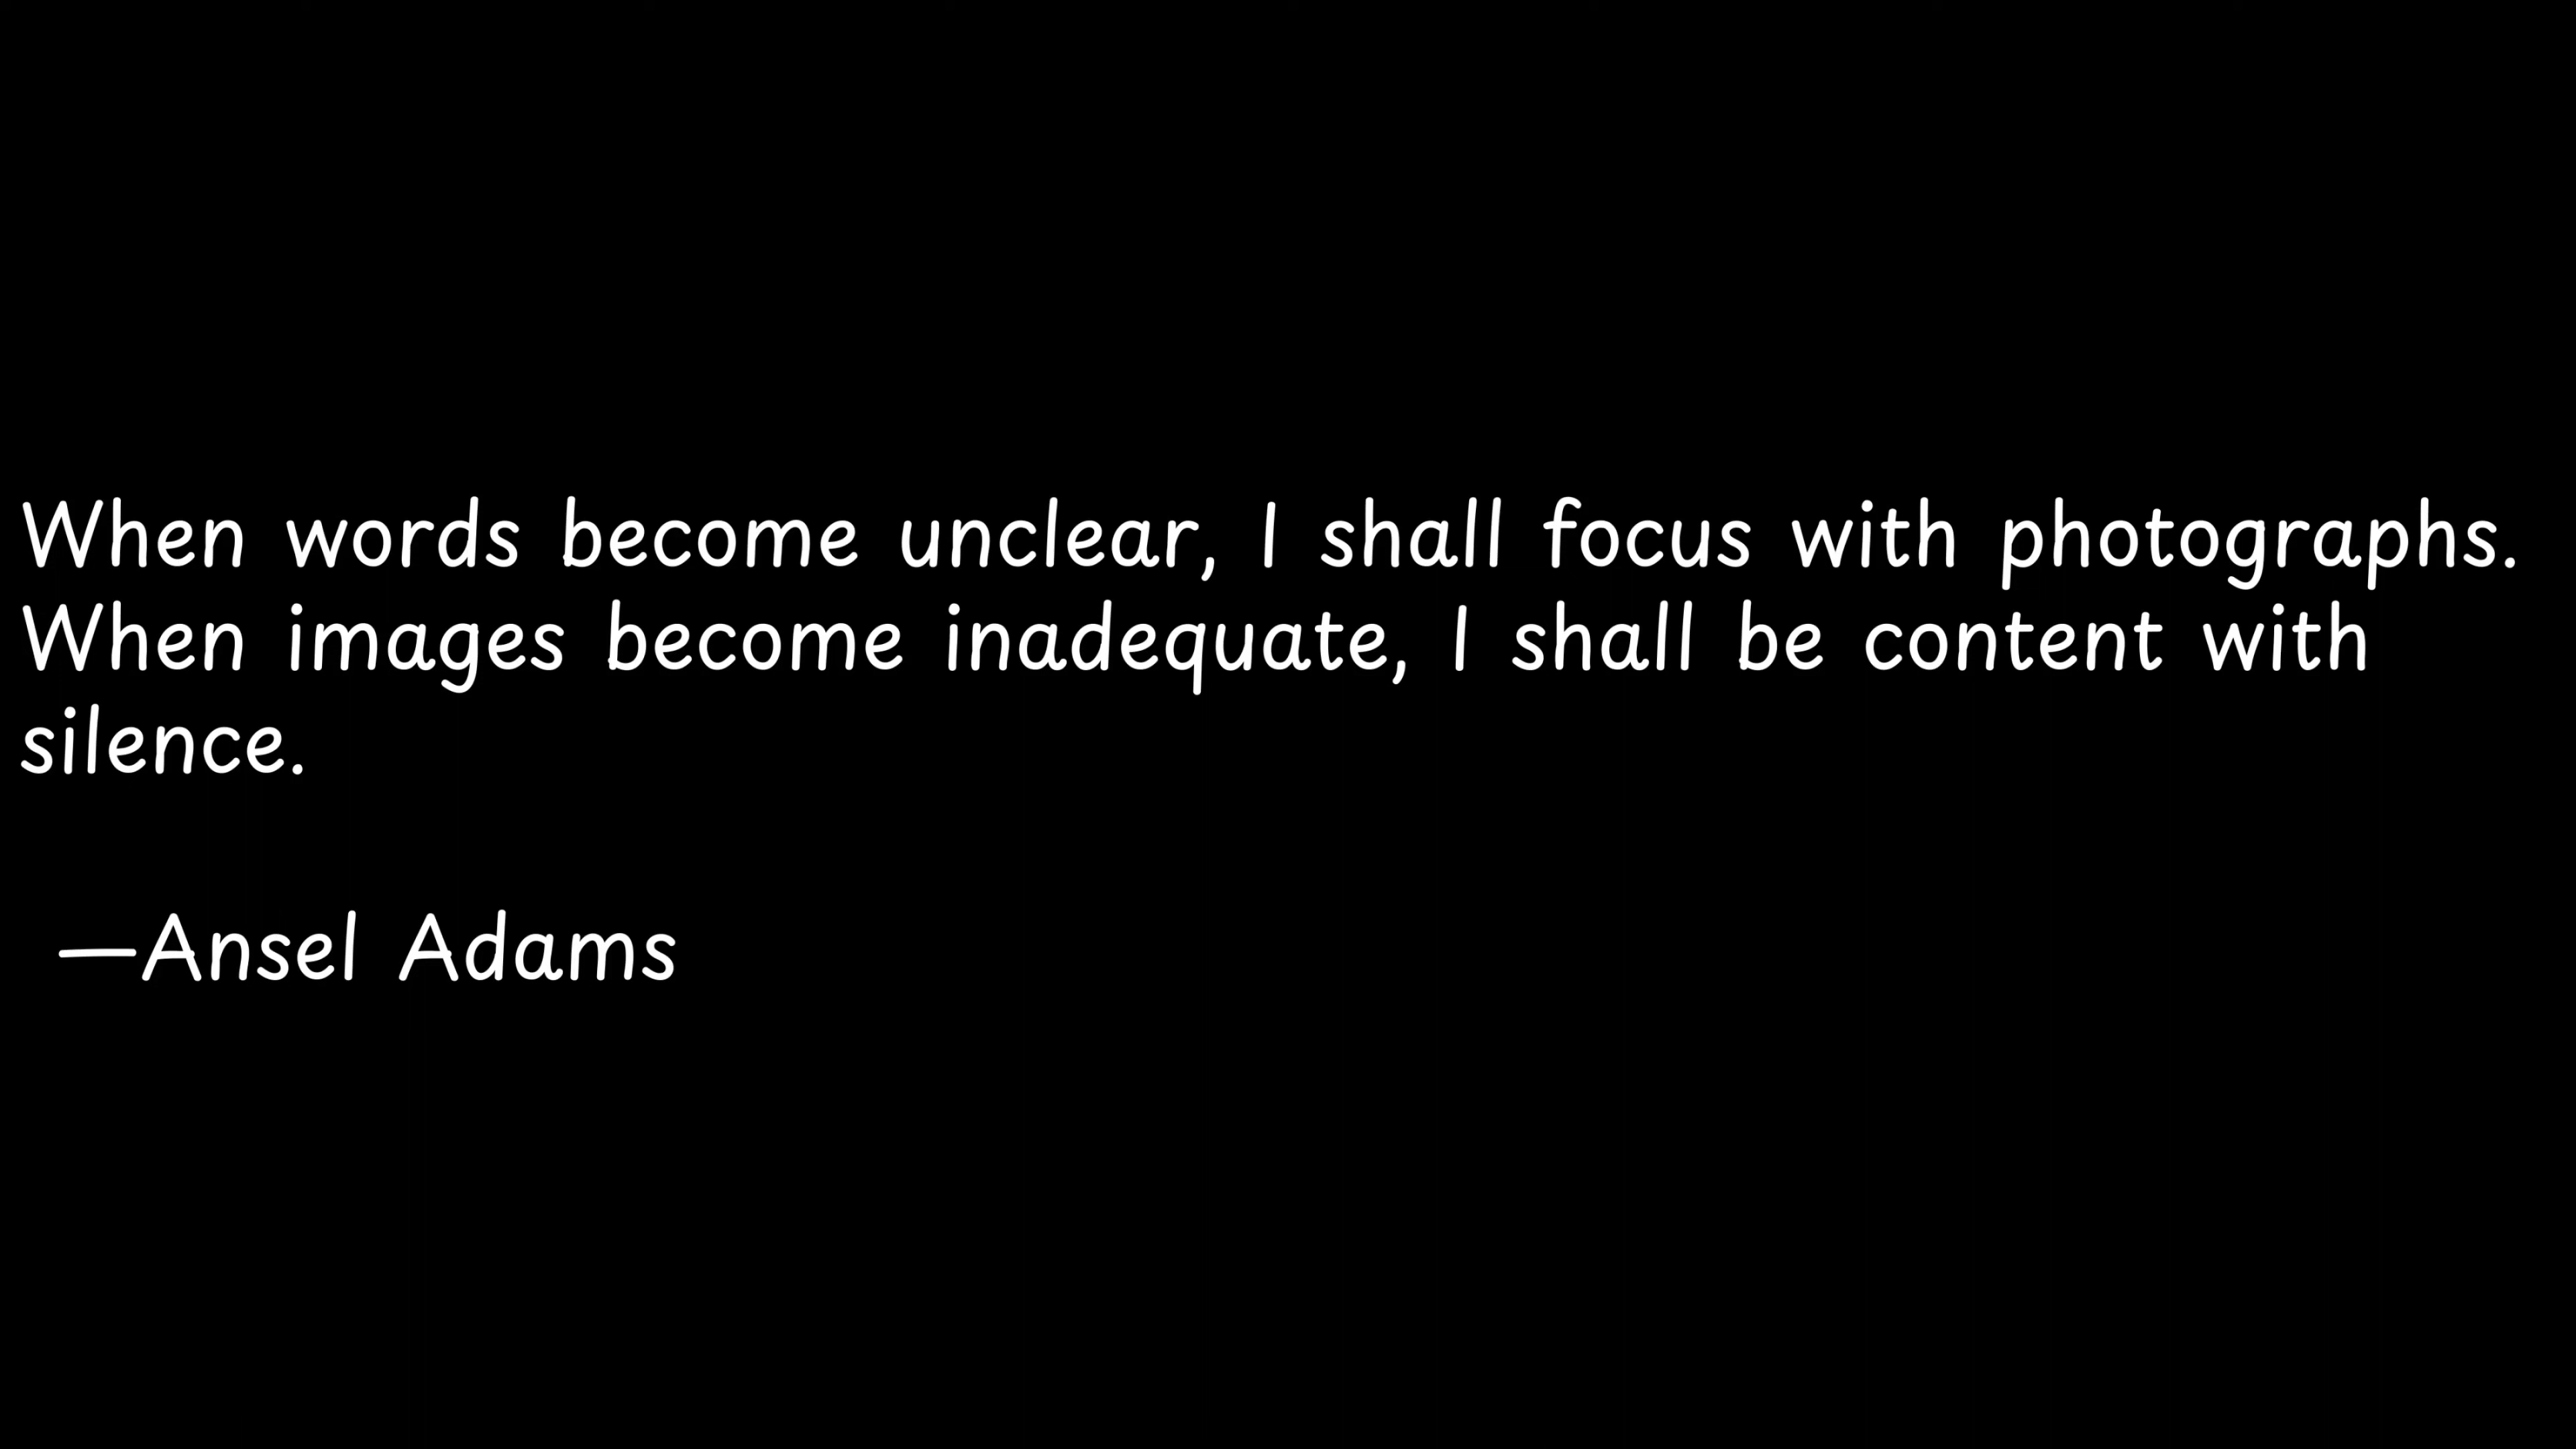 When words become unclear, I shall focus with photographs.
When images become inadequate, I shall be content with
silence.
—Ansel Adams